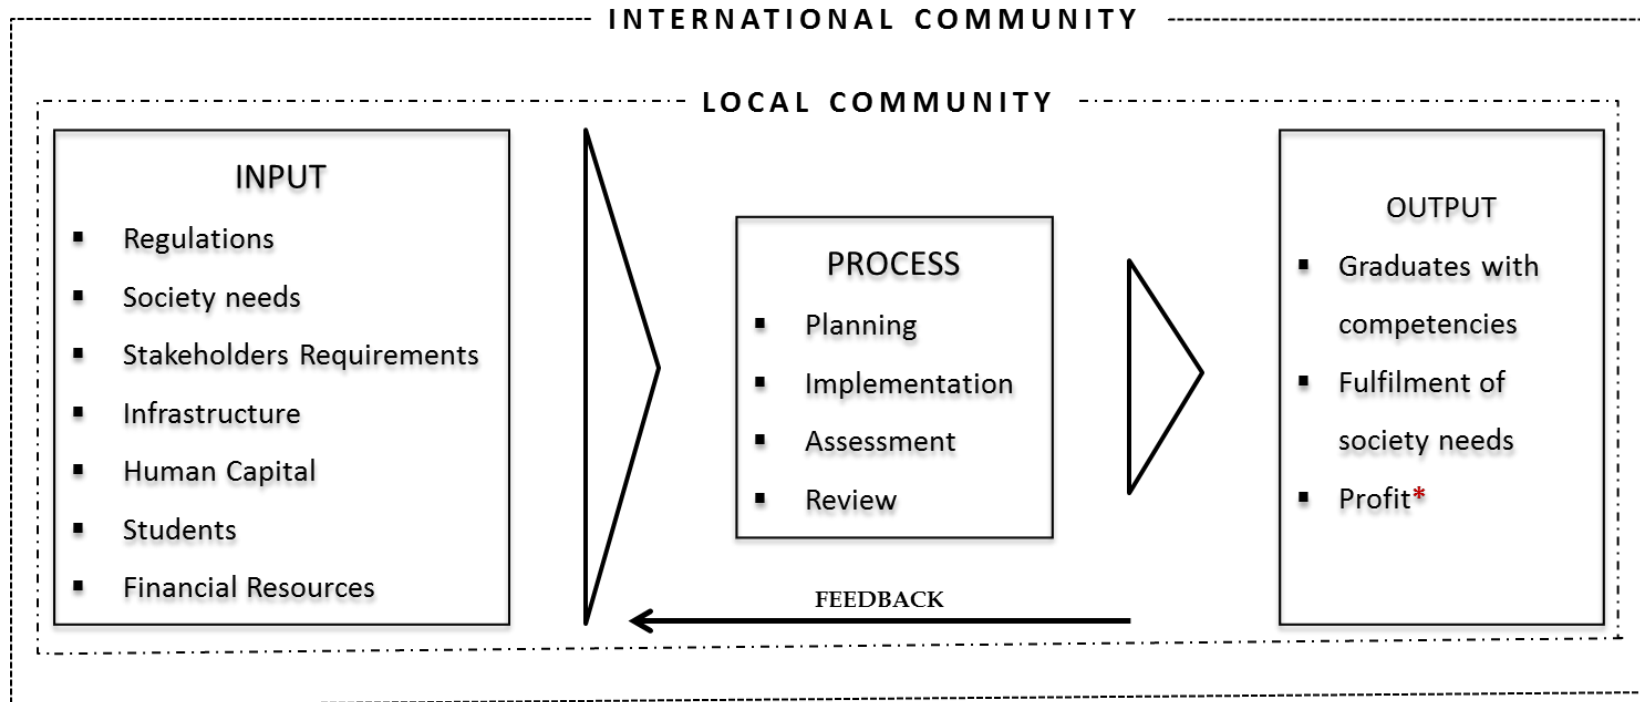 INTERNATIONAL COMMUNITY
LOCAL COMMUNITY
INPUT
▪ Regulations
▪ Society needs
▪ Stakeholders Requirements
▪ Infrastructure
▪ Human Capital
▪ Students
▪ Financial Resources
PROCESS
▪ Planning
▪ Implementation
▪ Assessment
▪ Review
FEEDBACK
OUTPUT
▪ Graduates with
competencies
▪ Fulfilment of
society needs
▪ Profit*